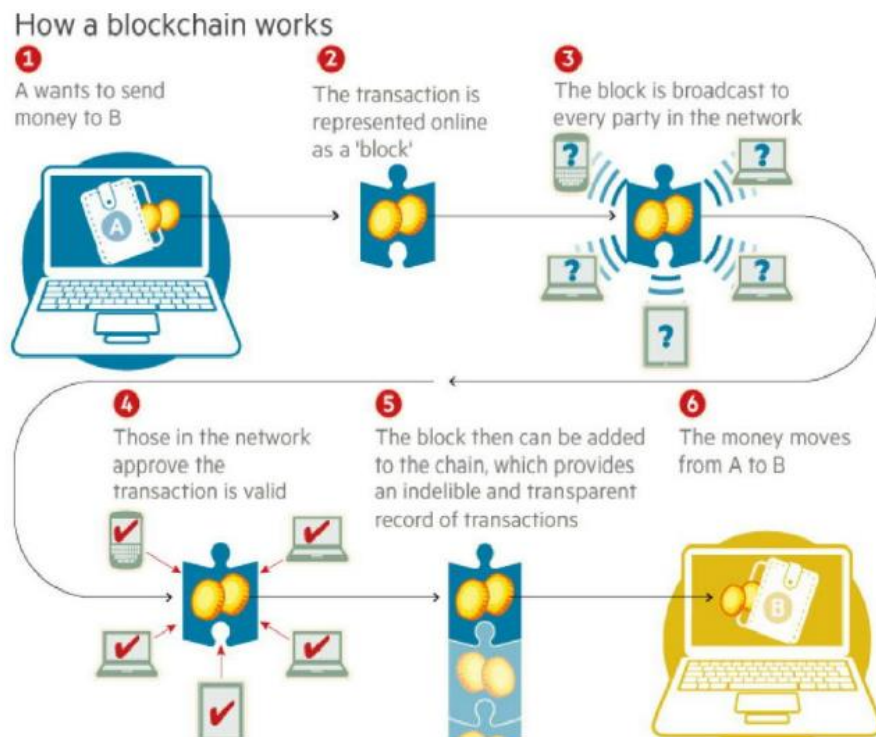 How a blockchain works
1
A wants to send
money to B
2
The transaction is
represented online
as a 'block'
3
The block is broadcast to
every party in the network
A
?
?
?
?
?
4
Those in the network
approve the
transaction is valid
5
The block then can be added
to the chain, which provides
an indelible and transparent
record of transactions
6
The money moves
from A to B
B